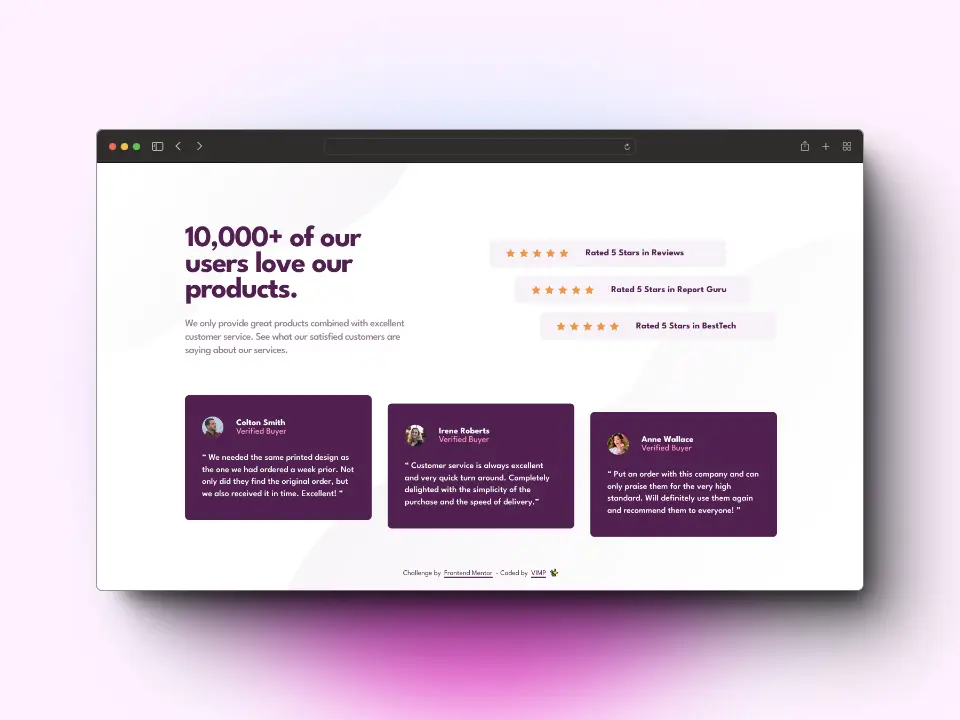 10,000+ of our
users love our
products.
We only provide great products combined with excellent
customer service. See what our satisfied customers are
saying about our services.
Rated 5 Stars in Reviews
Rated 5 Stars in Report Guru
Rated 5 Stars in BestTech
Colton Smith
Verified Buyer
“ We needed the same printed design as
the one we had ordered a week prior. Not
only did they find the original order, but
we also received it in time. Excellent! “
Irene Roberts
Verified Buyer
“ Customer service is always excellent
and very quick turn around. Completely
delighted with the simplicity of the
purchase and the speed of delivery.”
Anne Wallace
Verified Buyer
“ Put an order with this company and can
only praise them for the very high
standard. Will definitely use them again
and recommend them to everyone! ”
Challenge by Frontend Mentor - Coded by VIMP